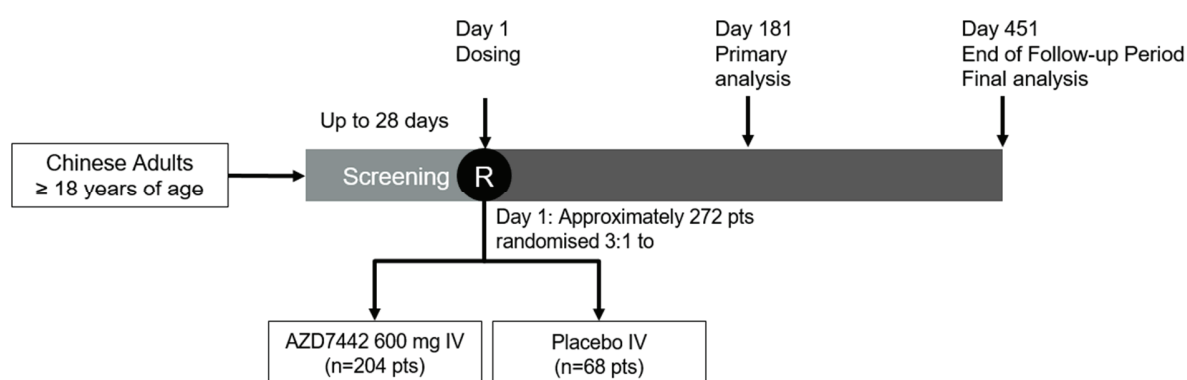 Day 1
Dosing
Day 181
Primary
analysis
Day 451
End of Follow-up Period
Final analysis
Up to 28 days
Chinese Adults
≥ 18 years of age
Screening
R
Day 1: Approximately 272 pts
randomised 3:1 to
AZD7442 600 mg IV
(n=204 pts)
Placebo IV
(n=68 pts)